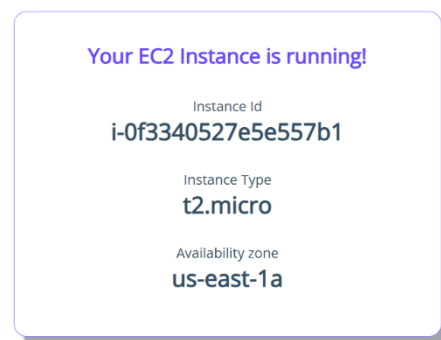 Your EC2 Instance is running!
Instance Id
i-0f3340527e5e557b1
Instance Type
t2.micro
Availability zone
us-east-1a